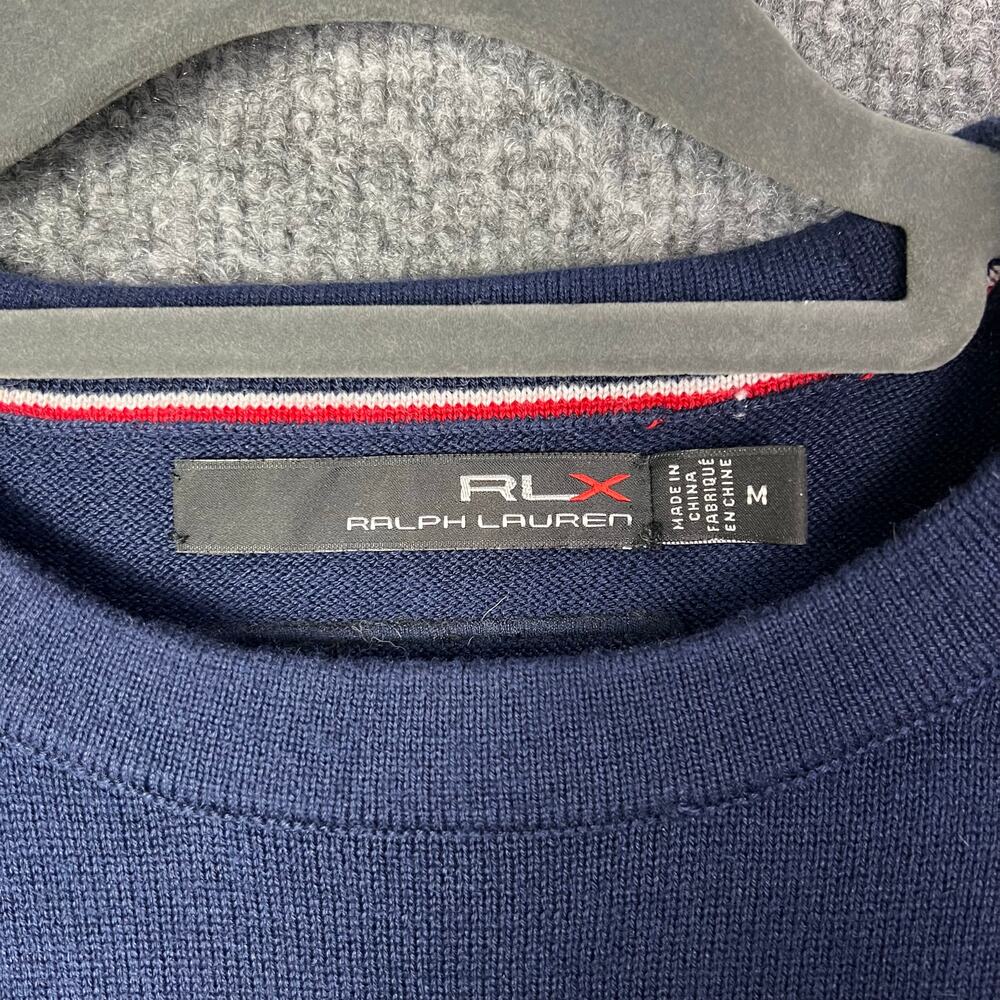 RLX
RALPH LAUREN
MADE IN
CHINA
FABRIQUÉ
EN CHINE
M